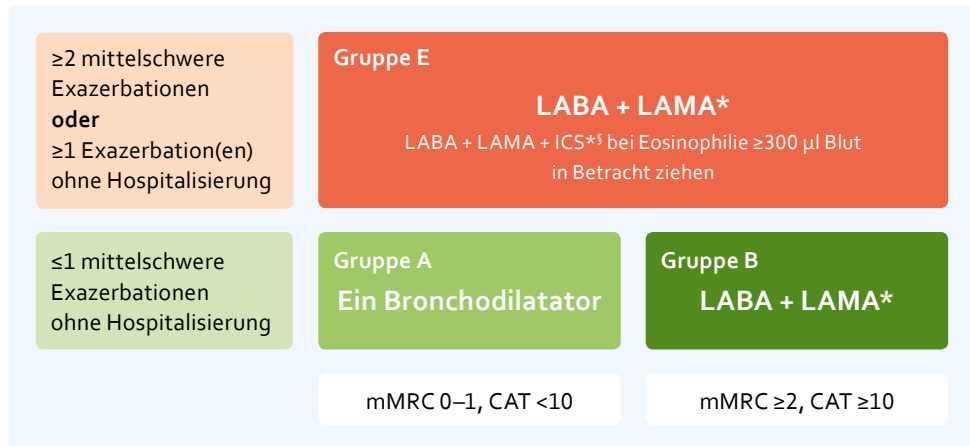 ≥2 mittelschwere
Exazerbationen
oder
≥1 Exazerbation(en)
ohne Hospitalisierung
Gruppe E
LABA + LAMA*
LABA + LAMA + ICS*§ bei Eosinophilie ≥300 µl Blut
in Betracht ziehen
≤1 mittelschwere
Exazerbationen
ohne Hospitalisierung
Gruppe A
Ein Bronchodilatator
Gruppe B
LABA + LAMA*
mMRC 0–1, CAT <10
mMRC ≥2, CAT ≥10